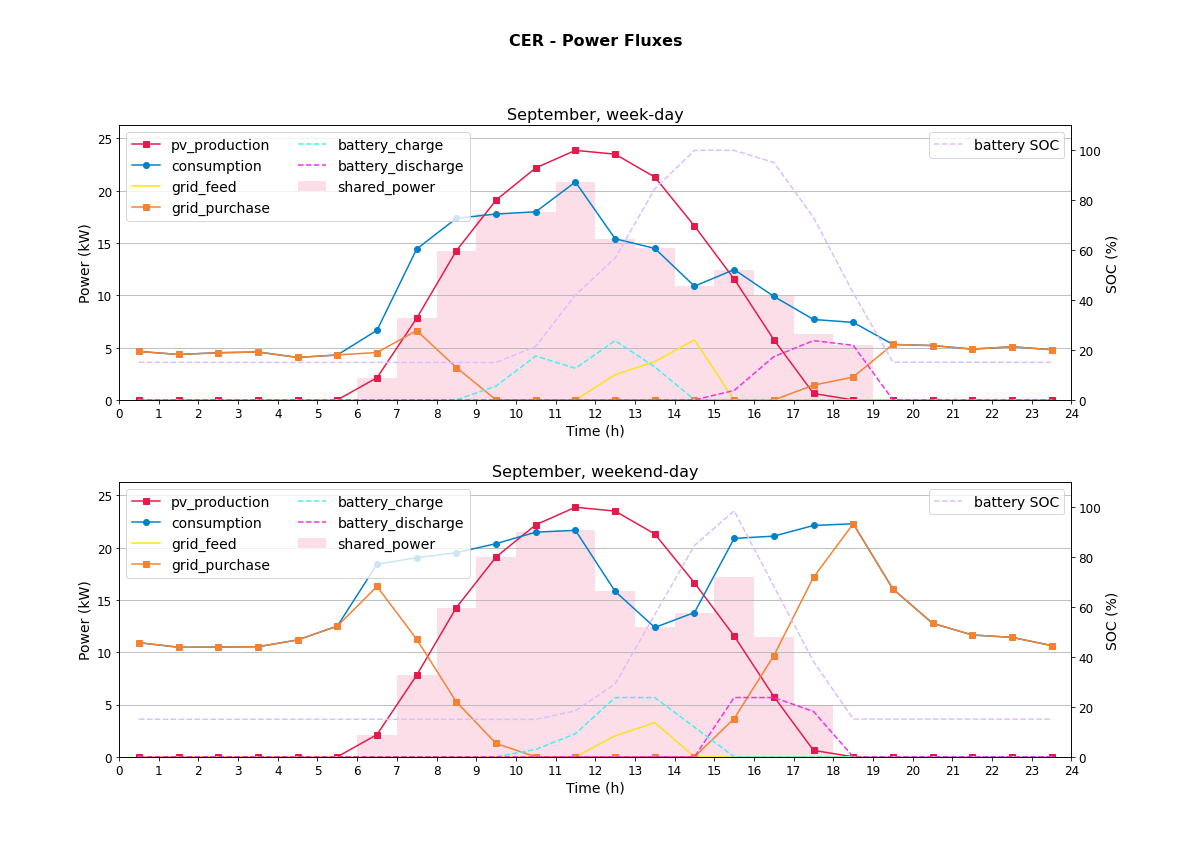 CER - Power Fluxes
September, week-day
pv_production
consumption
grid_feed
grid_purchase
battery_charge
battery_discharge
shared_power
battery SOC
25
20
15
10
5
0
Power (kW)
100
80
60
40
20
0
SOC (%)
0 1 2 3 4 5 6 7 8 9 10 11 12 13 14 15 16 17 18 19 20 21 22 23 24
Time (h)
September, weekend-day
pv_production
consumption
grid_feed
grid_purchase
battery_charge
battery_discharge
shared_power
battery SOC
25
20
15
10
5
0
Power (kW)
100
80
60
40
20
0
SOC (%)
0 1 2 3 4 5 6 7 8 9 10 11 12 13 14 15 16 17 18 19 20 21 22 23 24
Time (h)